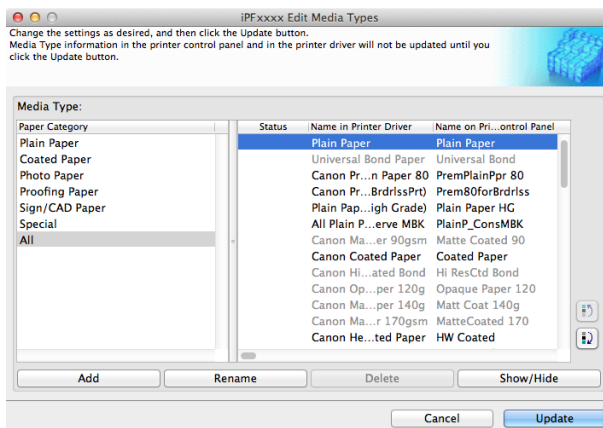 iPFxxxx Edit Media Types
Change the settings as desired, and then click the Update button.
Media Type information in the printer control panel and in the printer driver will not be updated until you
click the Update button.
Media Type:
Paper Category Status Name in Printer Driver Name on Pri...ontrol Panel
Plain Paper Plain Paper Plain Paper
Coated Paper Universal Bond Paper Universal Bond
Photo Paper Canon Pr...n Paper 80 PremPlainPpr 80
Proofing Paper Canon Pr...BrdrlssPrt) Prem80forBrdrlss
Sign/CAD Paper Plain Pap...igh Grade) Plain Paper HG
Special All Plain P...erve MBK PlainP_ConsMBK
All Canon Ma...er 90gsm Matte Coated 90
Canon Coated Paper Coated Paper
Canon Hi...ated Bond Hi ResCtd Bond
Canon Op...per 120g Opaque Paper 120
Canon Ma...per 140g Matt Coat 140g
Canon Ma...r 170gsm MatteCoated 170
Canon He...ted Paper HW Coated
Add Rename Delete Show/Hide
Cancel Update